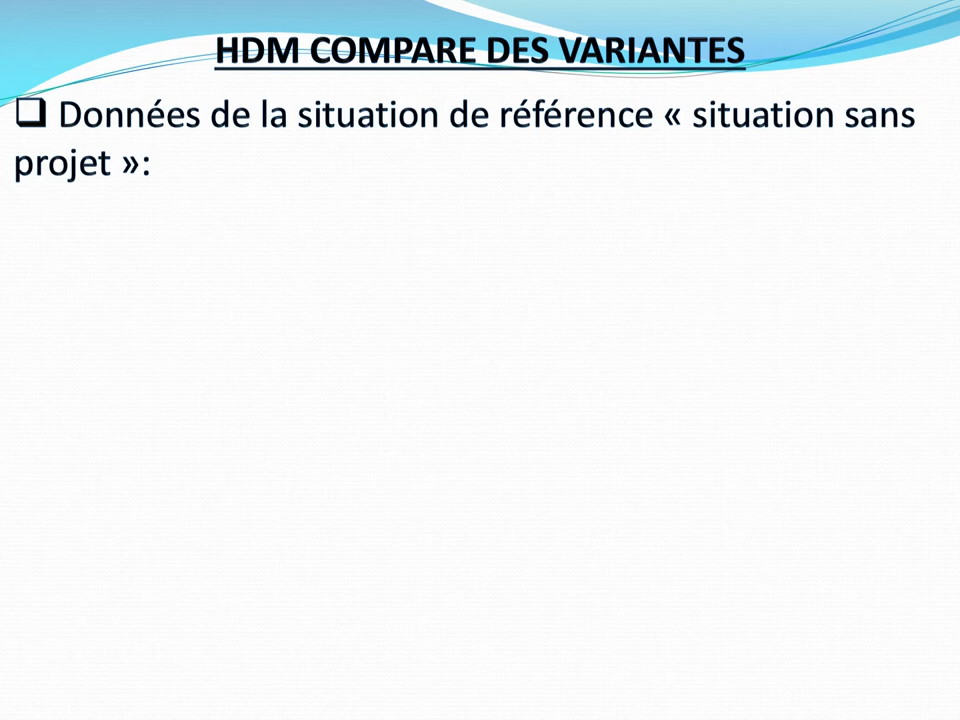 HDM COMPARE DES VARIANTES
❑ Données de la situation de référence « situation sans
projet »: